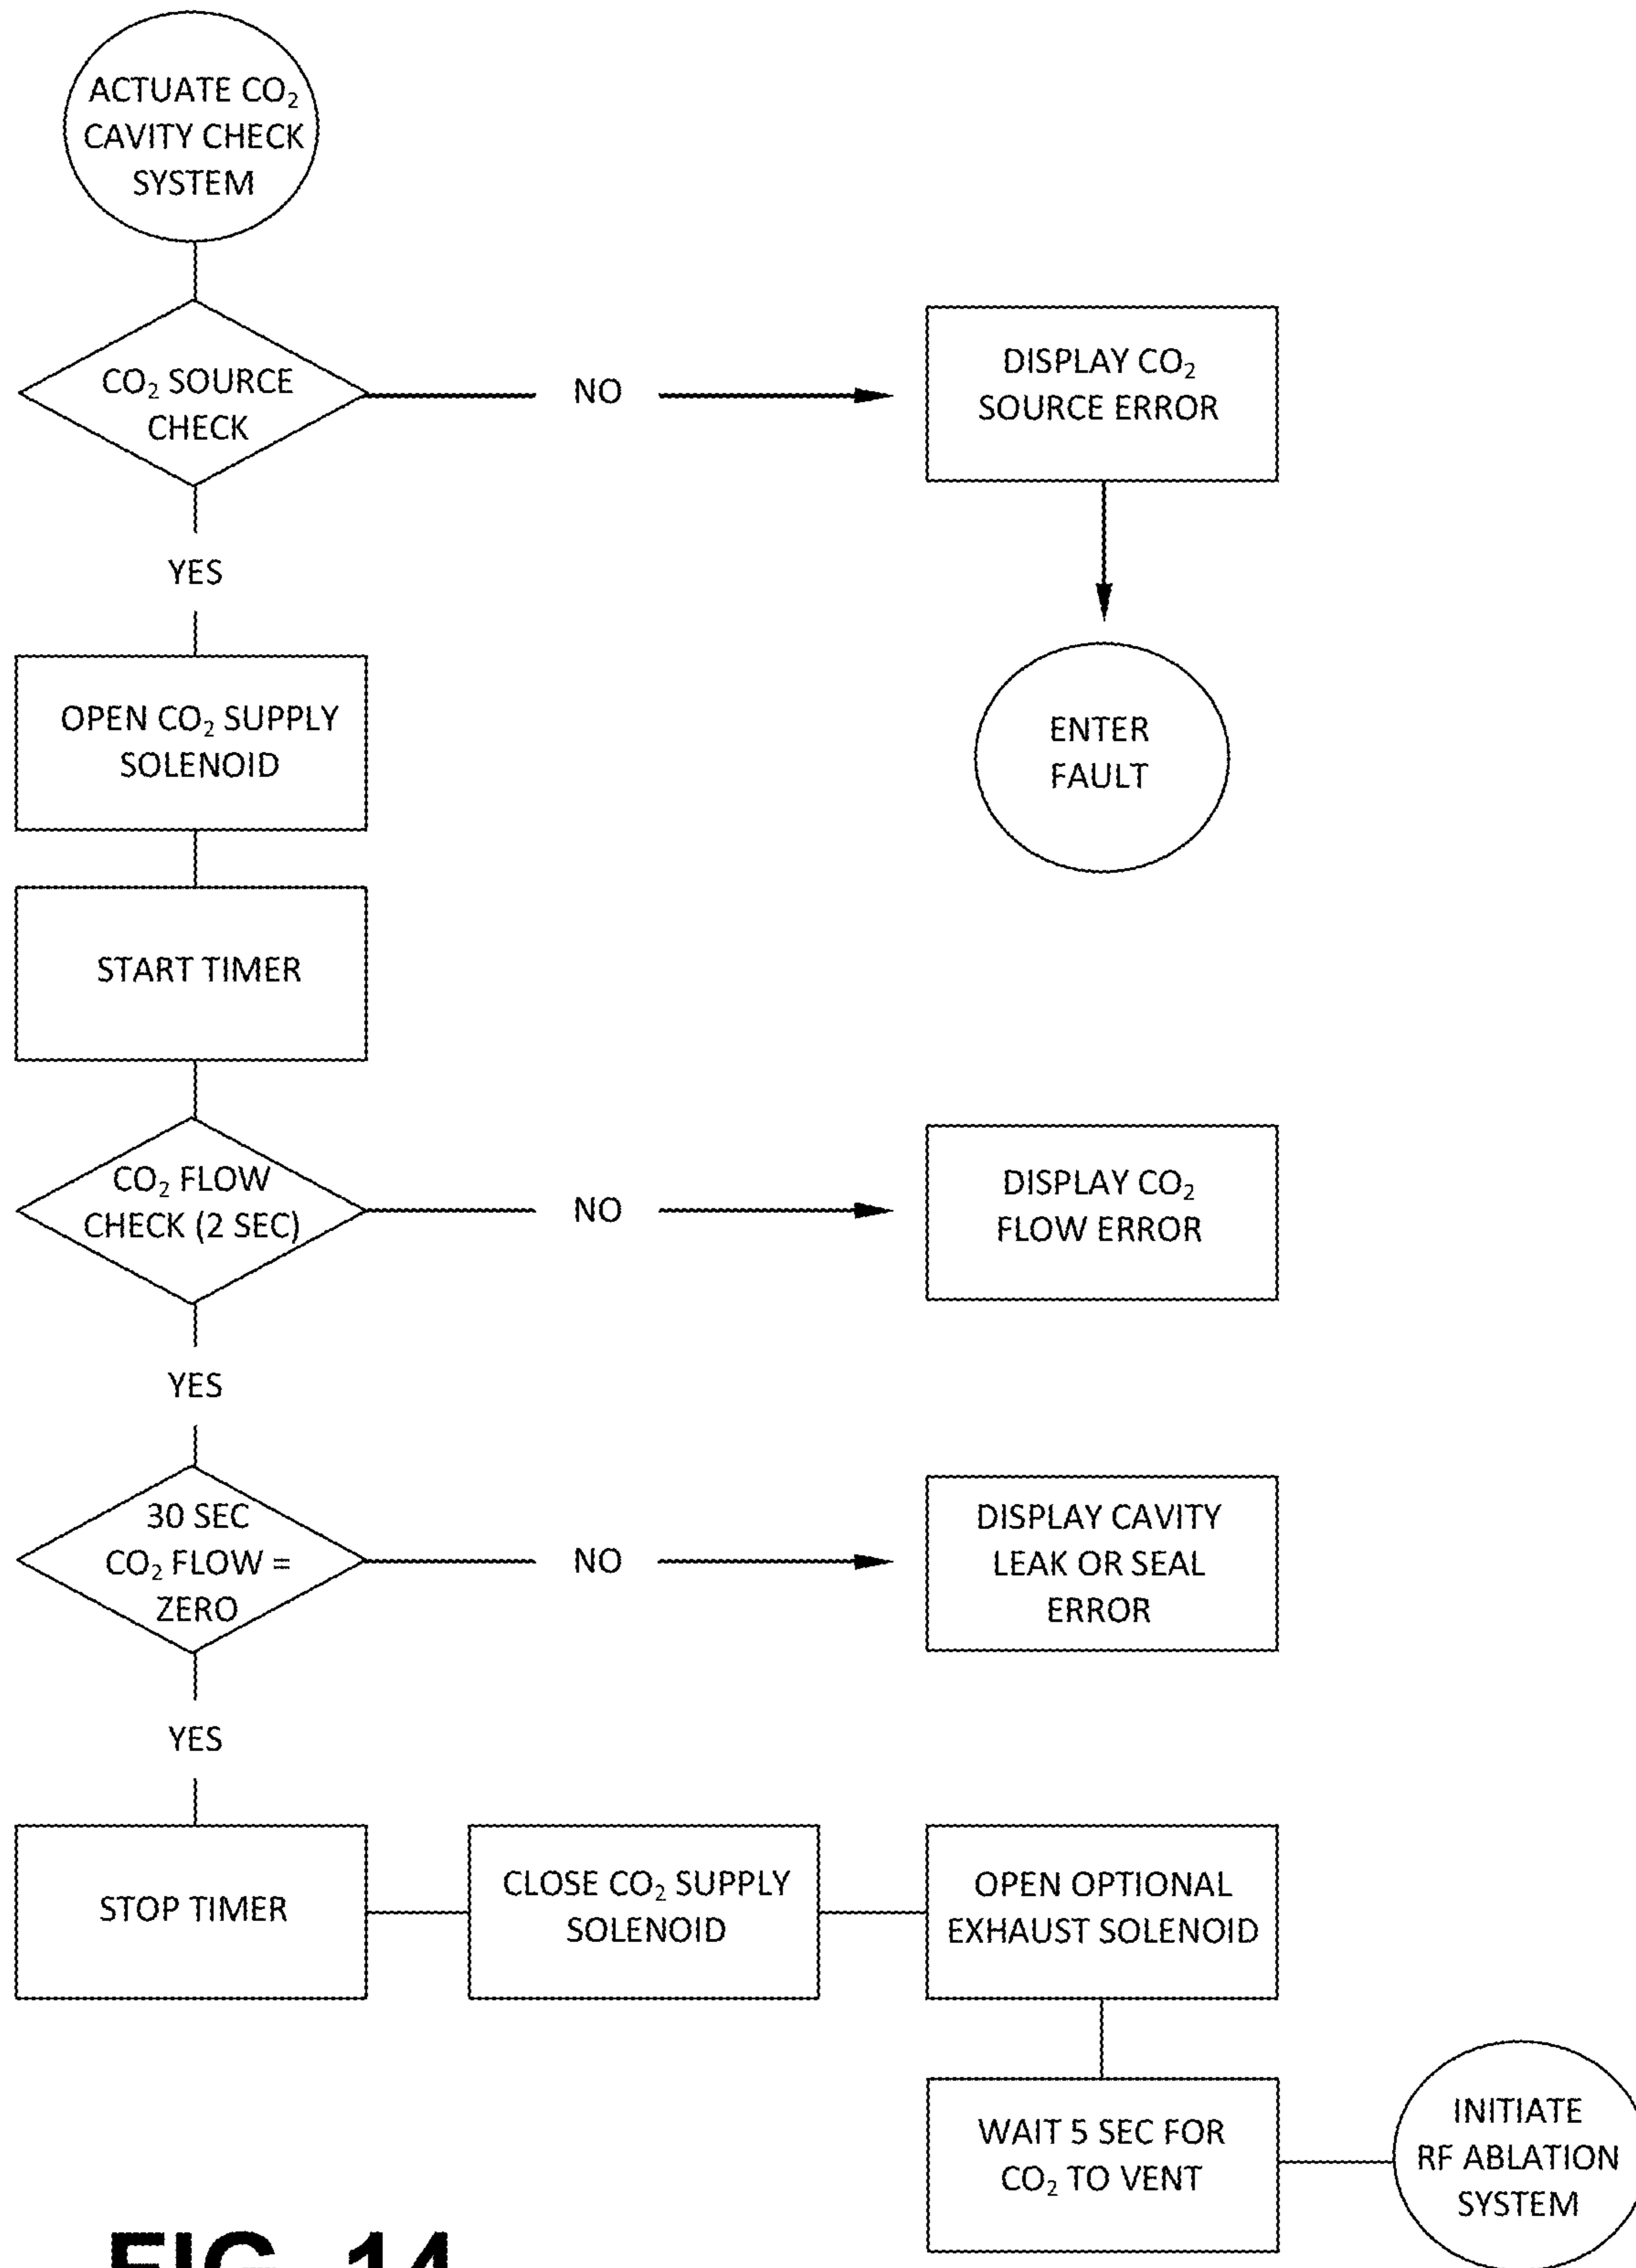 ACTUATE CO₂
CAVITY CHECK
SYSTEM
CO₂ SOURCE
CHECK
NO
DISPLAY CO₂
SOURCE ERROR
YES
ENTER
FAULT
OPEN CO₂ SUPPLY
SOLENOID
START TIMER
CO₂ FLOW
CHECK (2 SEC)
NO
DISPLAY CO₂
FLOW ERROR
YES
30 SEC
CO₂ FLOW =
ZERO
NO
DISPLAY CAVITY
LEAK OR SEAL
ERROR
YES
STOP TIMER
CLOSE CO₂ SUPPLY
SOLENOID
OPEN OPTIONAL
EXHAUST SOLENOID
WAIT 5 SEC FOR
CO₂ TO VENT
INITIATE
RF ABLATION
SYSTEM
FIG. 14